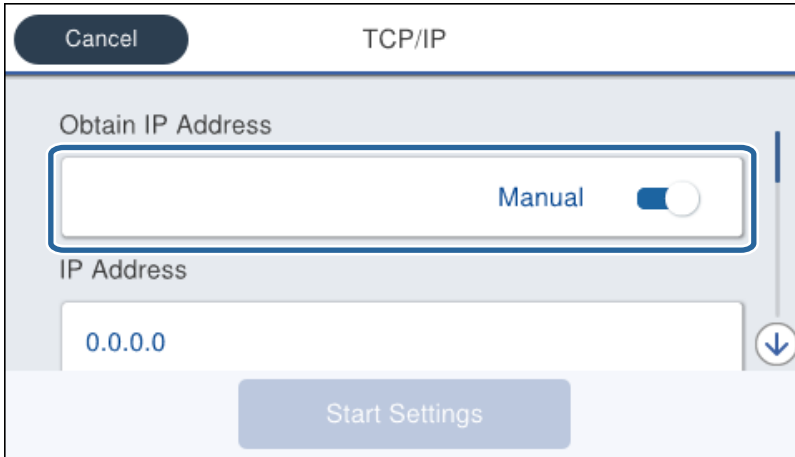 Cancel
TCP/IP
Obtain IP Address
Manual
IP Address
0.0.0.0
Start Settings